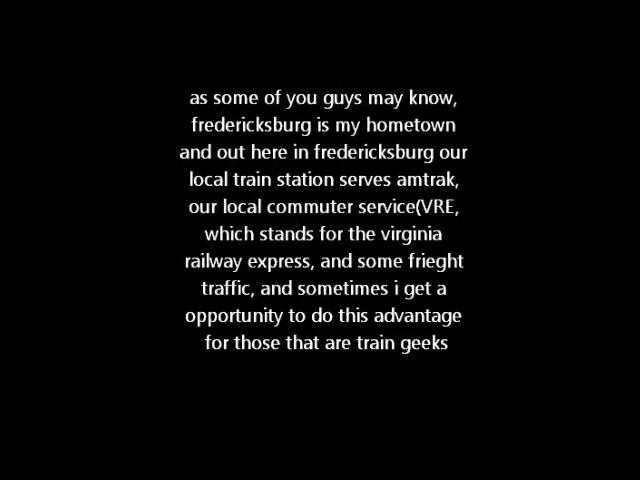 as some of you guys may know,
fredericksburg is my hometown
and out here in fredericksburg our
local train station serves amtrak,
our local commuter service(VRE,
which stands for the virginia
railway express, and some frieght
traffic, and sometimes i get a
opportunity to do this advantage
for those that are train geeks